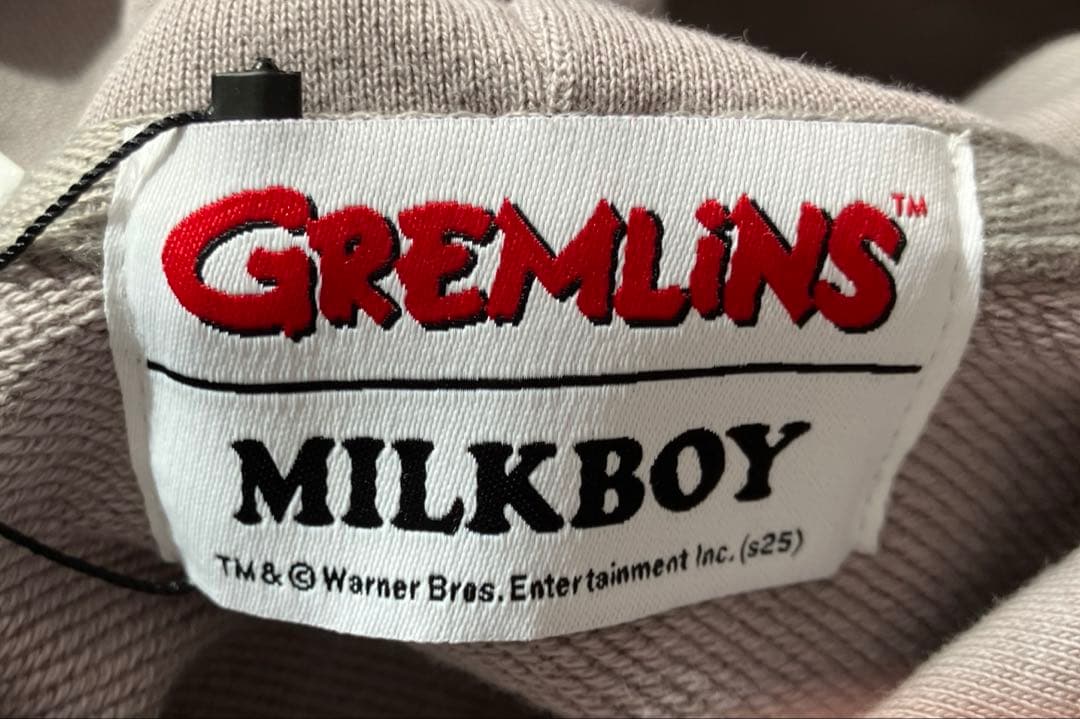 GREMLiNS™
MILKBOY
TM & © Warner Bros. Entertainment Inc. (s25)